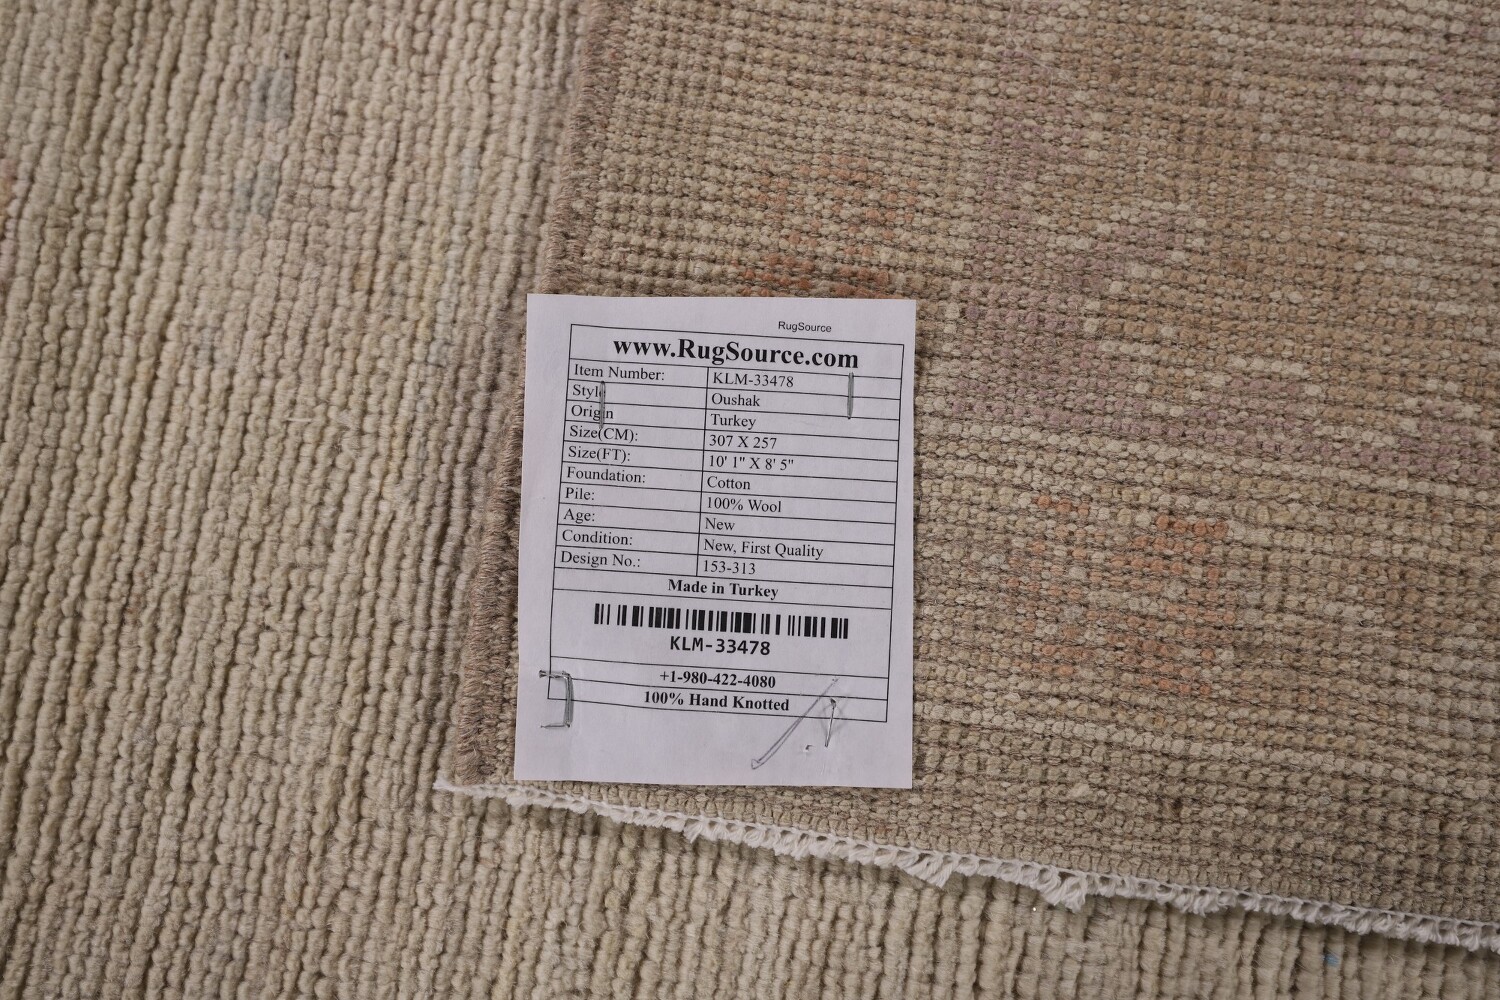 RugSource
www.RugSource.com
Item Number: KLM-33478
Style Oushak
Origin Turkey
Size(CM): 307 X 257
Size(FT): 10' 1" X 8' 5"
Foundation: Cotton
Pile: 100% Wool
Age: New
Condition: New, First Quality
Design No.: 153-313
Made in Turkey
KLM-33478
+1-980-422-4080
100% Hand Knotted